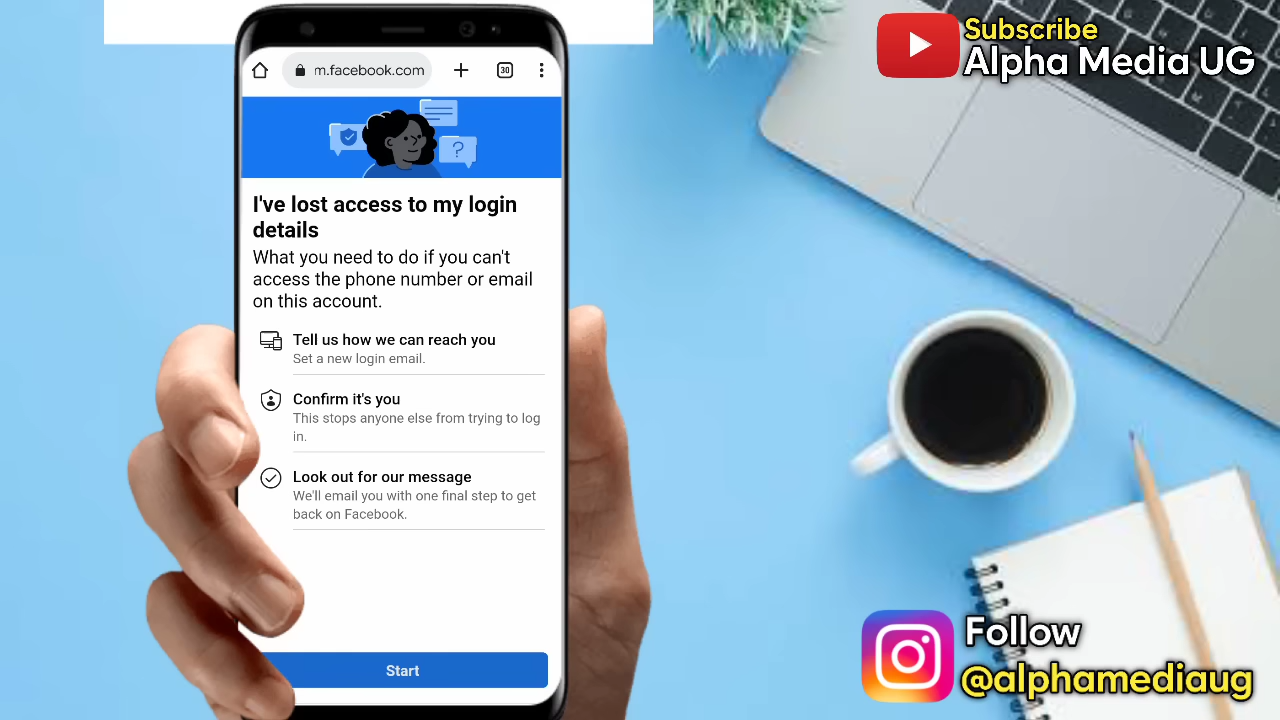 m.facebook.com
30
?
I've lost access to my login
details
What you need to do if you can't
access the phone number or email
on this account.
Tell us how we can reach you
Set a new login email.
Confirm it's you
This stops anyone else from trying to log
in.
Look out for our message
We'll email you with one final step to get
back on Facebook.
Start
Subscribe
Alpha Media UG
Follow
@alphamediaug